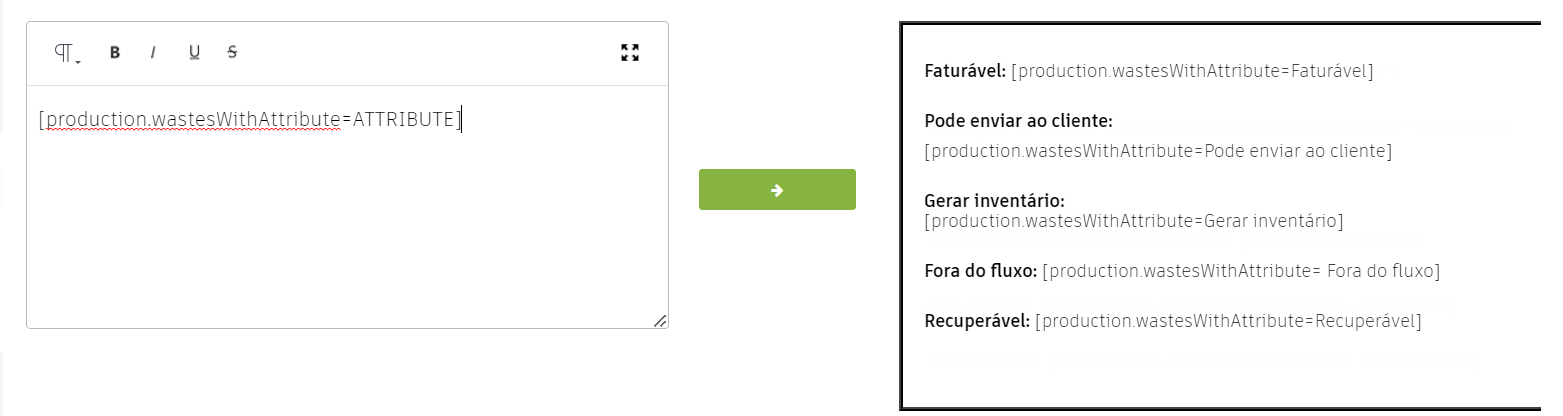 B I U S
[production.wastesWithAttribute=ATTRIBUTE]
Faturável: [production.wastesWithAttribute=Faturável]
Pode enviar ao cliente:
[production.wastesWithAttribute=Pode enviar ao cliente]
Gerar inventário:
[production.wastesWithAttribute=Gerar inventário]
Fora do fluxo: [production.wastesWithAttribute= Fora do fluxo]
Recuperável: [production.wastesWithAttribute=Recuperável]